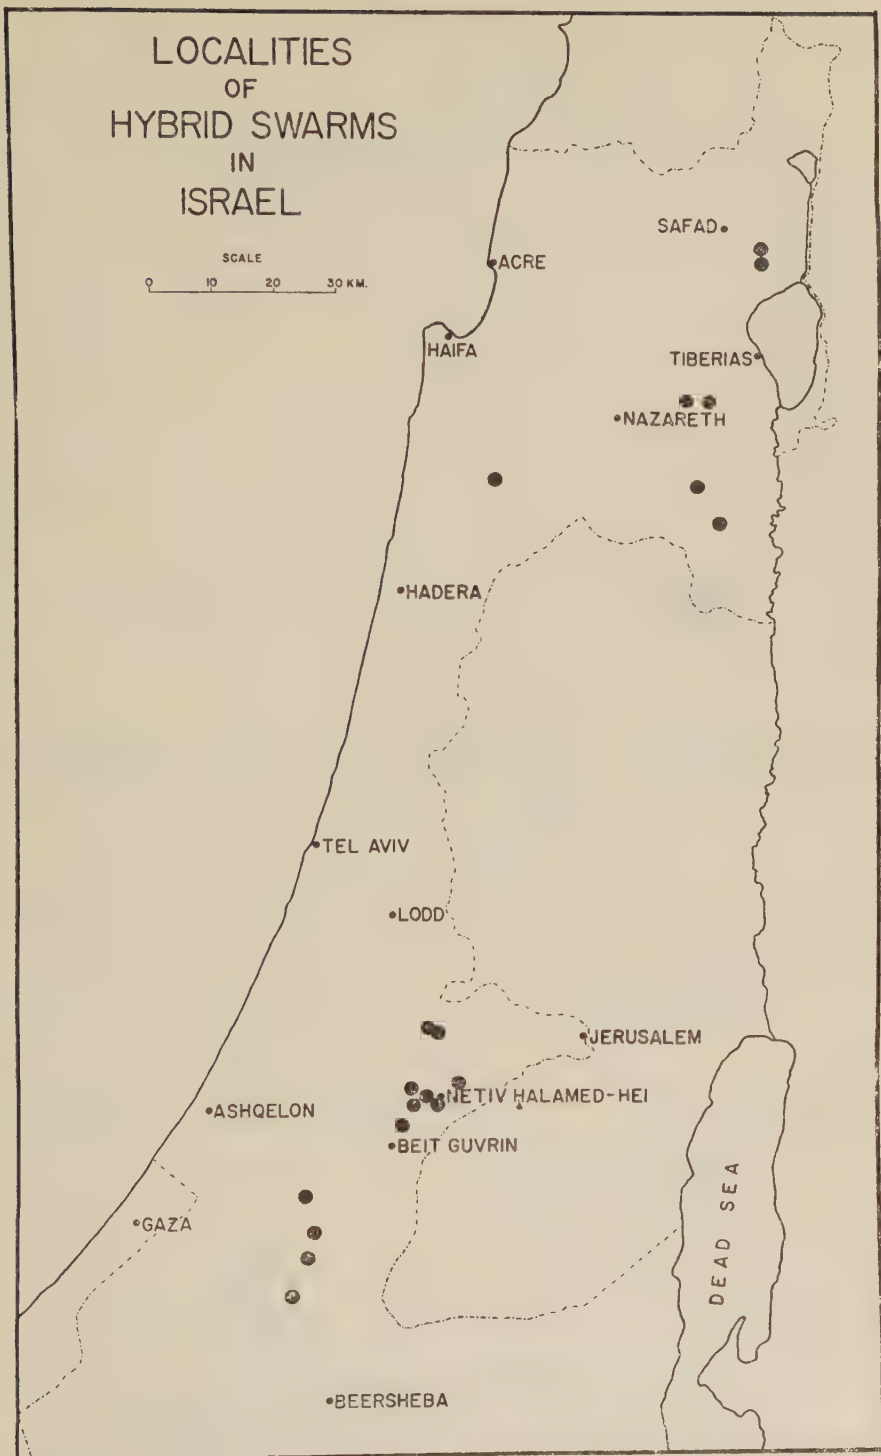 LOCALITIES
OF
HYBRID SWARMS
IN
ISRAEL
SCALE
0 10 20 30 KM.
SAFAD
ACRE
HAIFA
TIBERIAS
NAZARETH
HADERA
TEL AVIV
LODD
JERUSALEM
NETIV HALAMED-HEI
ASHQELON
BEIT GUVRIN
GAZA
DEAD SEA
BEERSHEBA